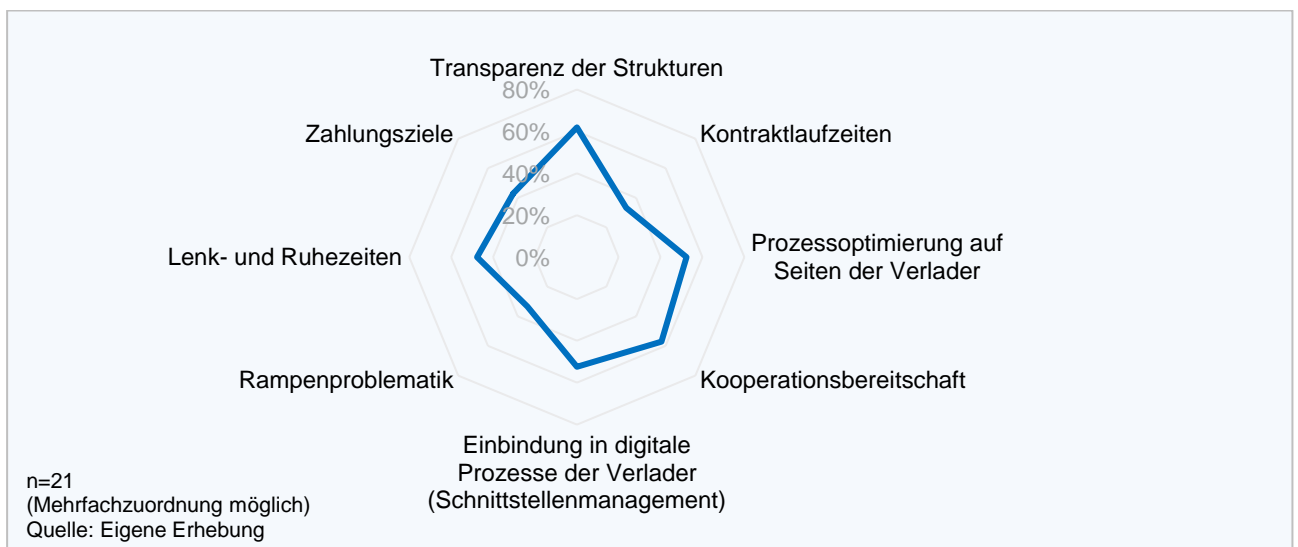 Transparenz der Strukturen
80%
Zahlungsziele
60%
Kontraktlaufzeiten
40%
20%
Lenk- und Ruhezeiten
0%
Prozessoptimierung auf
Seiten der Verlader
Rampenproblematik
Kooperationsbereitschaft
Einbindung in digitale
Prozesse der Verlader
(Schnittstellenmanagement)
n=21
(Mehrfachzuordnung möglich)
Quelle: Eigene Erhebung